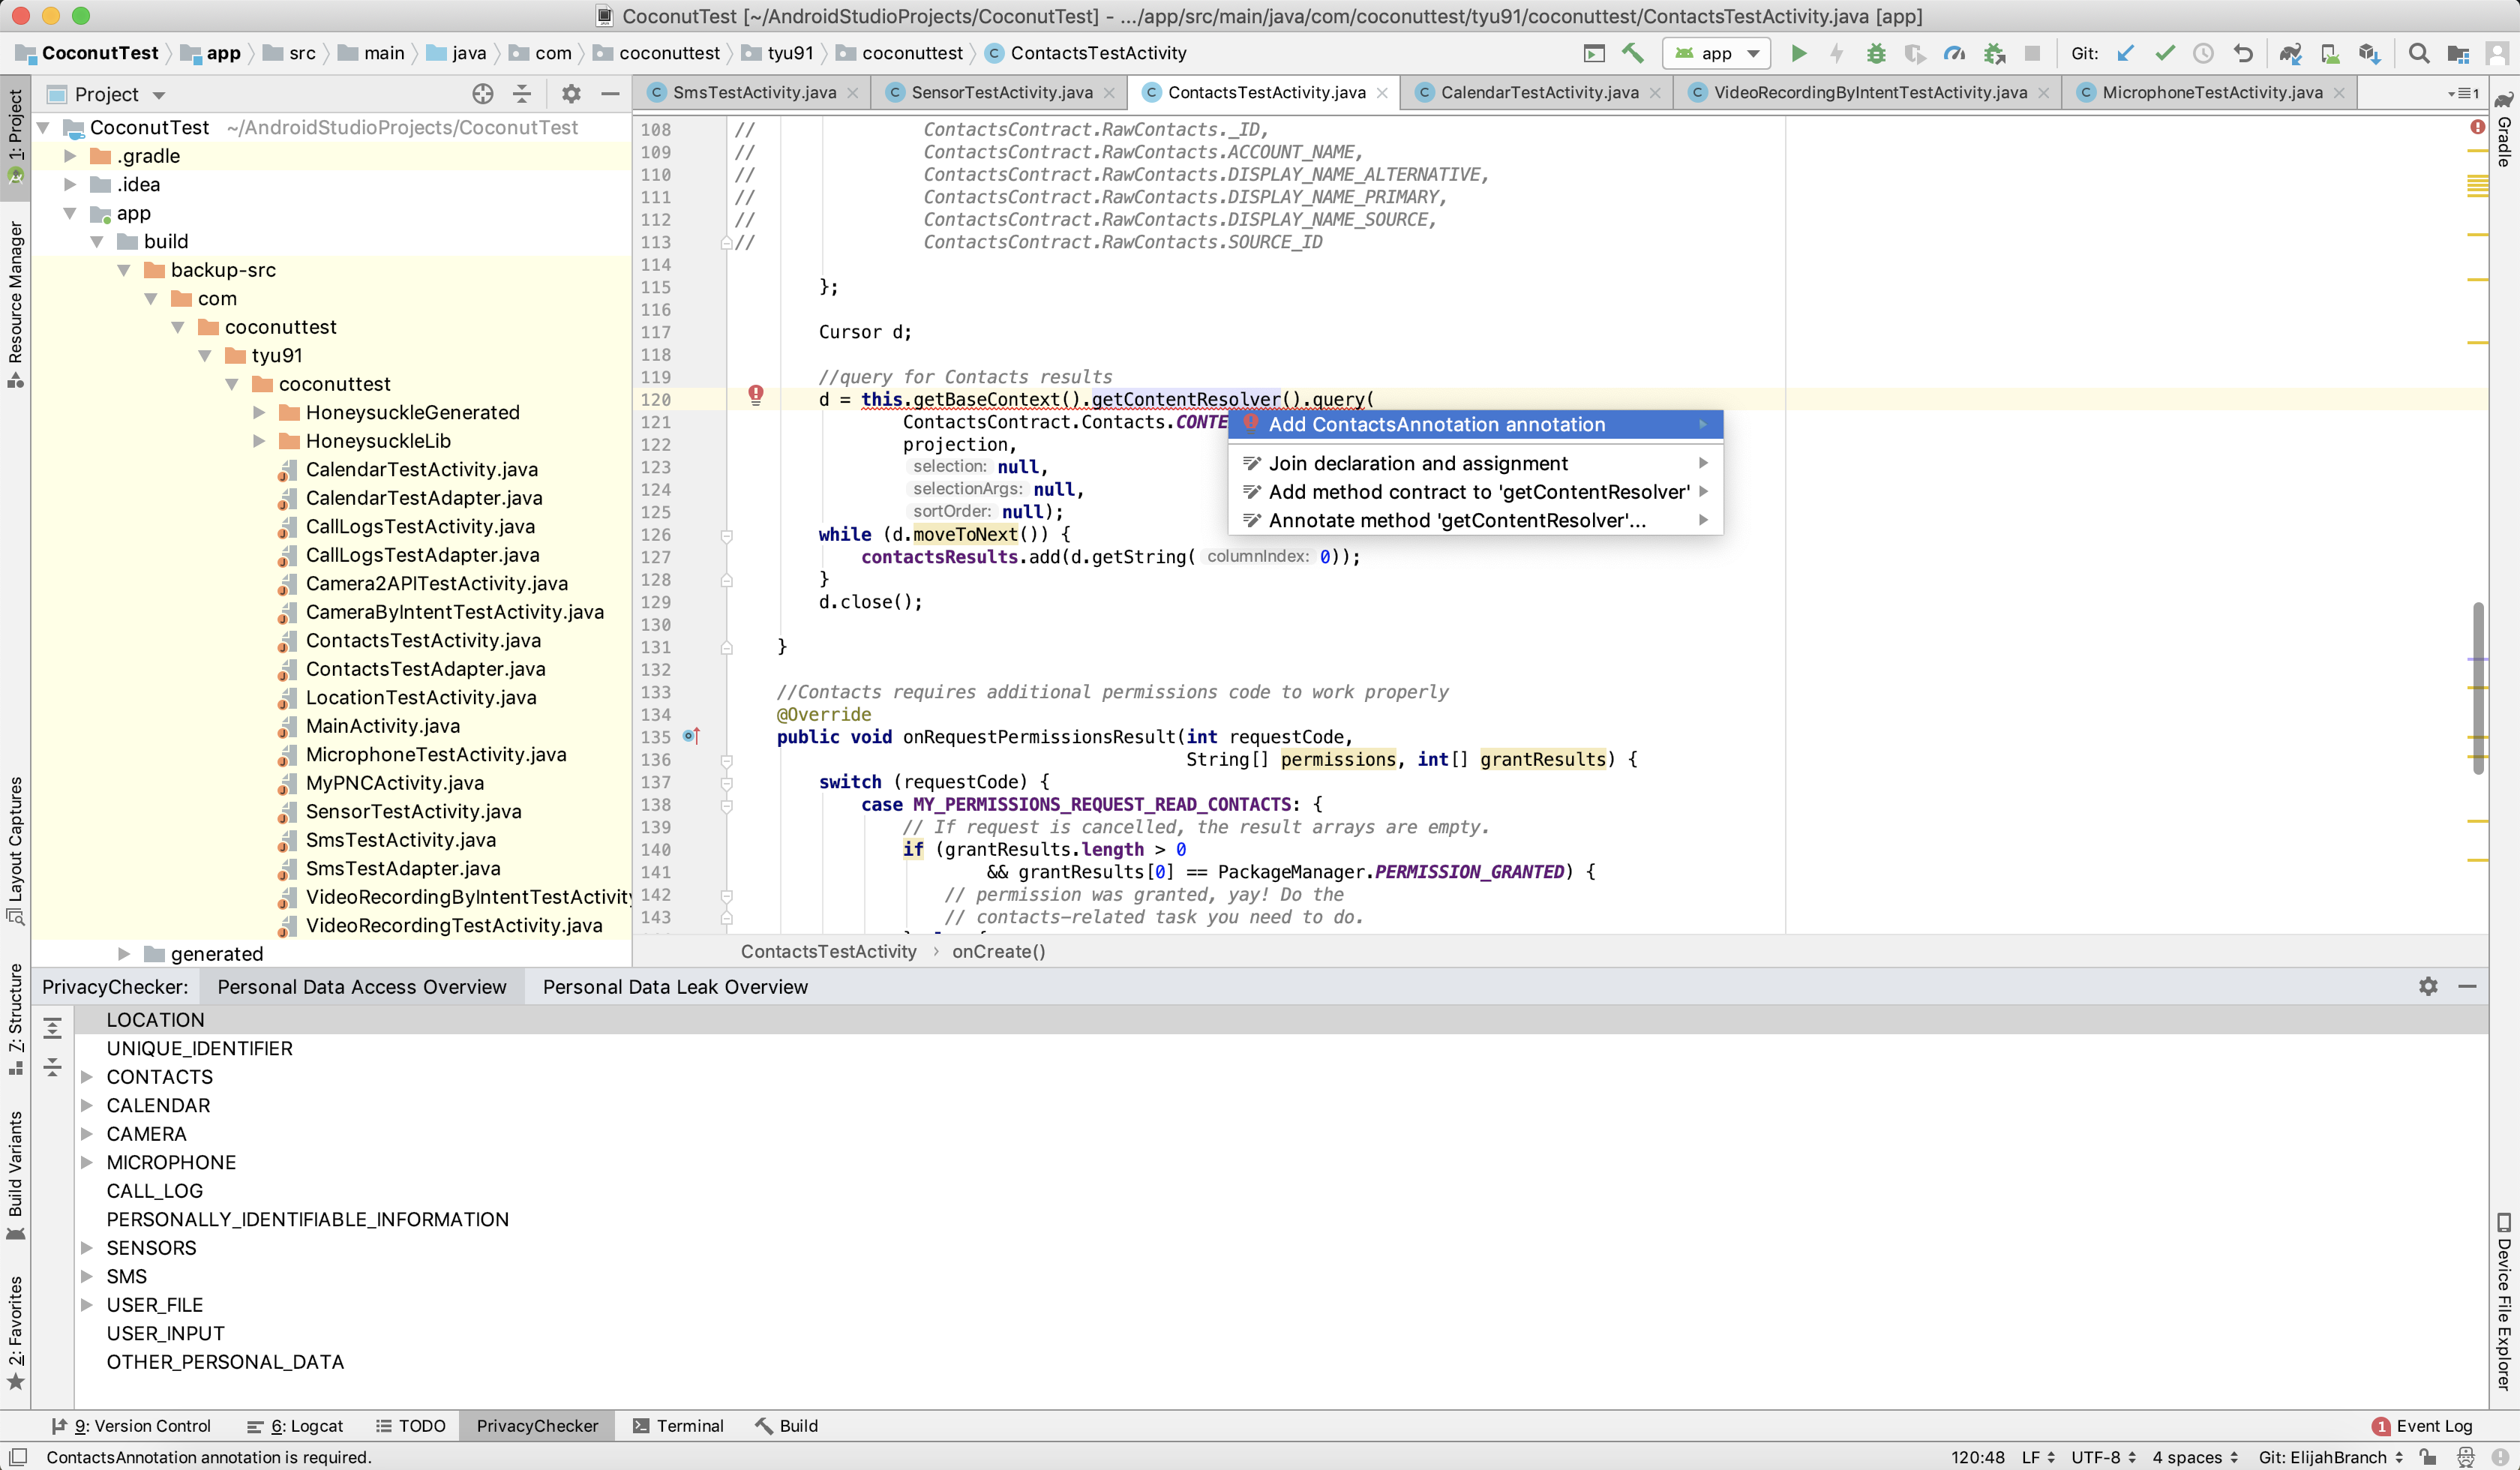 CoconutTest [~/AndroidStudioProjects/CoconutTest] - .../app/src/main/java/com/coconuttest/tyu91/coconuttest/ContactsTestActivity.java [app]
CoconutTest app src main java com coconuttest tyu91 coconuttest C ContactsTestActivity app Git:
1: Project
Resource Manager
Layout Captures
7: Structure
Build Variants
2: Favorites
Project
CoconutTest ~/AndroidStudioProjects/CoconutTest
.gradle
.idea
app
build
backup-src
com
coconuttest
tyu91
coconuttest
HoneysuckleGenerated
HoneysuckleLib
CalendarTestActivity.java
CalendarTestAdapter.java
CallLogsTestActivity.java
CallLogsTestAdapter.java
Camera2APITestActivity.java
CameraByIntentTestActivity.java
ContactsTestActivity.java
ContactsTestAdapter.java
LocationTestActivity.java
MainActivity.java
MicrophoneTestActivity.java
MyPNCActivity.java
SensorTestActivity.java
SmsTestActivity.java
SmsTestAdapter.java
VideoRecordingByIntentTestActivity
VideoRecordingTestActivity.java
generated
C SmsTestActivity.java C SensorTestActivity.java C ContactsTestActivity.java C CalendarTestActivity.java C VideoRecordingByIntentTestActivity.java C MicrophoneTestActivity.java 1
108 // ContactsContract.RawContacts._ID,
109 // ContactsContract.RawContacts.ACCOUNT_NAME,
110 // ContactsContract.RawContacts.DISPLAY_NAME_ALTERNATIVE,
111 // ContactsContract.RawContacts.DISPLAY_NAME_PRIMARY,
112 // ContactsContract.RawContacts.DISPLAY_NAME_SOURCE,
113 // ContactsContract.RawContacts.SOURCE_ID
114
115 };
116
117 Cursor d;
118
119 //query for Contacts results
120 d = this.getBaseContext().getContentResolver().query(
121 ContactsContract.Contacts.CONTE
122 projection,
123 selection: null,
124 selectionArgs: null,
125 sortOrder: null);
126 while (d.moveToNext()) {
127 contactsResults.add(d.getString( columnIndex: 0));
128 }
129 d.close();
130
131 }
132
133 //Contacts requires additional permissions code to work properly
134 @Override
135 public void onRequestPermissionsResult(int requestCode,
136 String[] permissions, int[] grantResults) {
137 switch (requestCode) {
138 case MY_PERMISSIONS_REQUEST_READ_CONTACTS: {
139 // If request is cancelled, the result arrays are empty.
140 if (grantResults.length > 0
141 && grantResults[0] == PackageManager.PERMISSION_GRANTED) {
142 // permission was granted, yay! Do the
143 // contacts-related task you need to do.
Add ContactsAnnotation annotation
Join declaration and assignment
Add method contract to 'getContentResolver'
Annotate method 'getContentResolver'...
ContactsTestActivity › onCreate()
Gradle
Device File Explorer
PrivacyChecker: Personal Data Access Overview Personal Data Leak Overview
LOCATION
UNIQUE_IDENTIFIER
CONTACTS
CALENDAR
CAMERA
MICROPHONE
CALL_LOG
PERSONALLY_IDENTIFIABLE_INFORMATION
SENSORS
SMS
USER_FILE
USER_INPUT
OTHER_PERSONAL_DATA
9: Version Control 6: Logcat TODO PrivacyChecker Terminal Build 1 Event Log
ContactsAnnotation annotation is required. 120:48 LF UTF-8 4 spaces Git: ElijahBranch